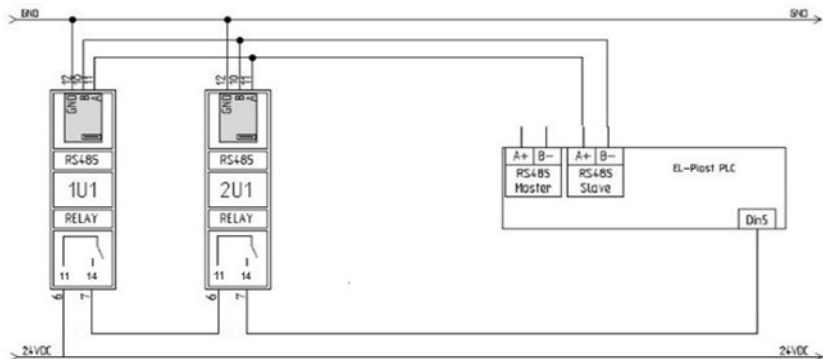 GND GND
12 10 11 12 10 11
GND B A GND B A
RS485 RS485
A+ B- A+ B- EL-Piast PLC
RS485 RS485
Master Slave
1U1 2U1
RELAY RELAY
Din5
11 14 11 14
6 7 6 7
24VDC 24VDC